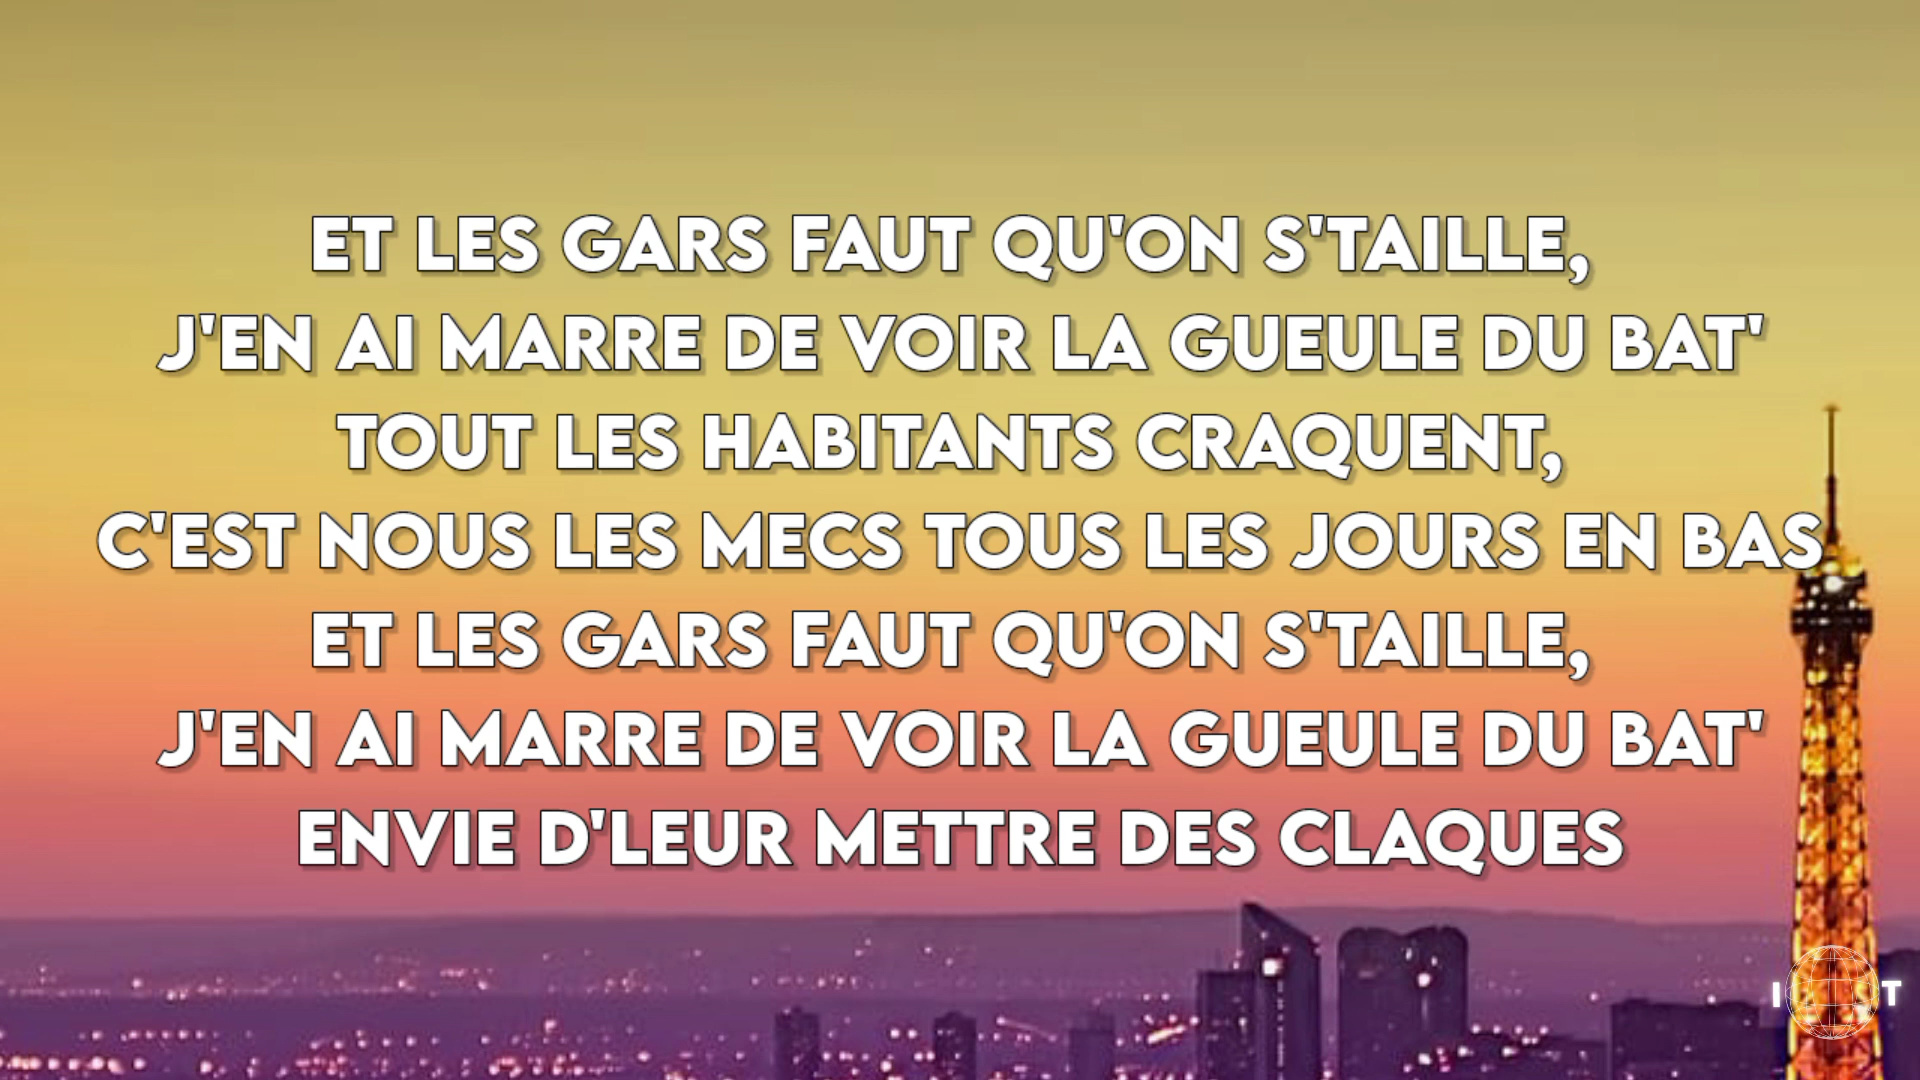 ET LES GARS FAUT QU'ON S'TAILLE,
J'EN AI MARRE DE VOIR LA GUEULE DU BAT'
TOUT LES HABITANTS CRAQUENT,
C'EST NOUS LES MECS TOUS LES JOURS EN BAS
ET LES GARS FAUT QU'ON S'TAILLE,
J'EN AI MARRE DE VOIR LA GUEULE DU BAT'
ENVIE D'LEUR METTRE DES CLAQUES